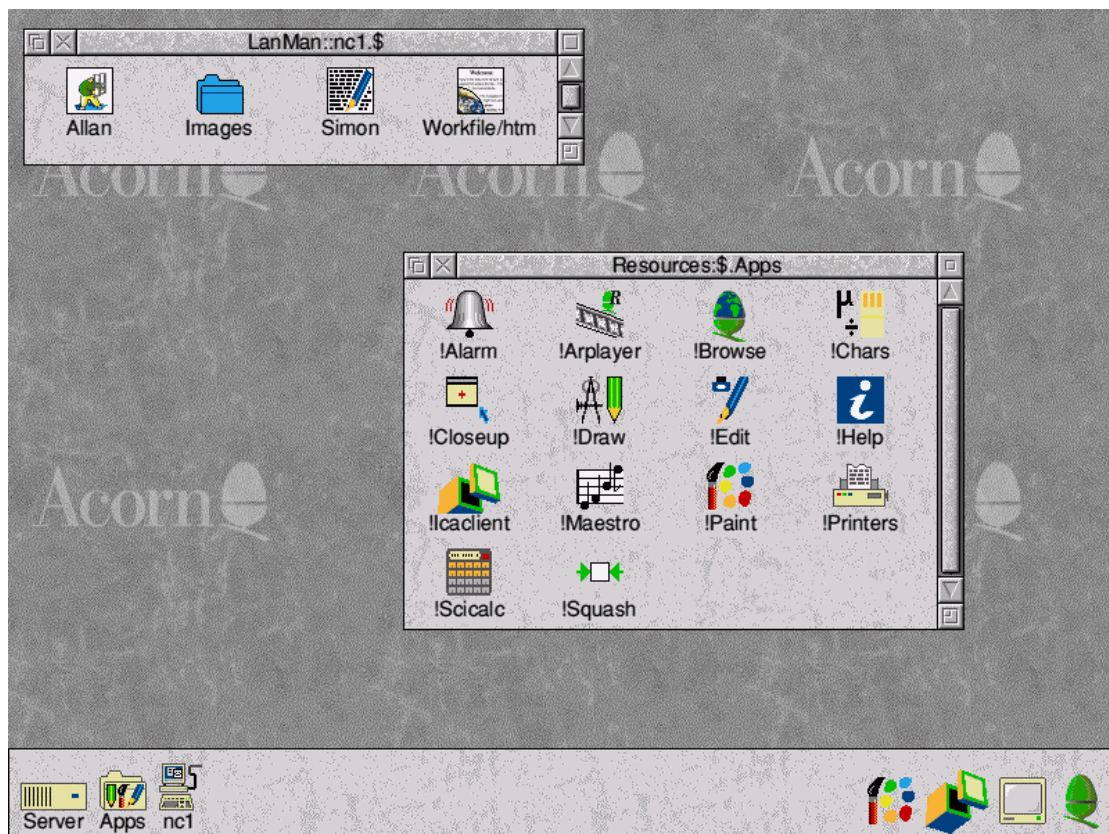 LanMan::nc1.$
Allan Images Simon Workfile/htm
Acorn Acorn Acorn
Resources:$.Apps
!Alarm !Arplayer !Browse !Chars
!Closeup !Draw !Edit !Help
!Icaclient !Maestro !Paint !Printers
Acorn
!Scicalc !Squash
Server Apps nc1